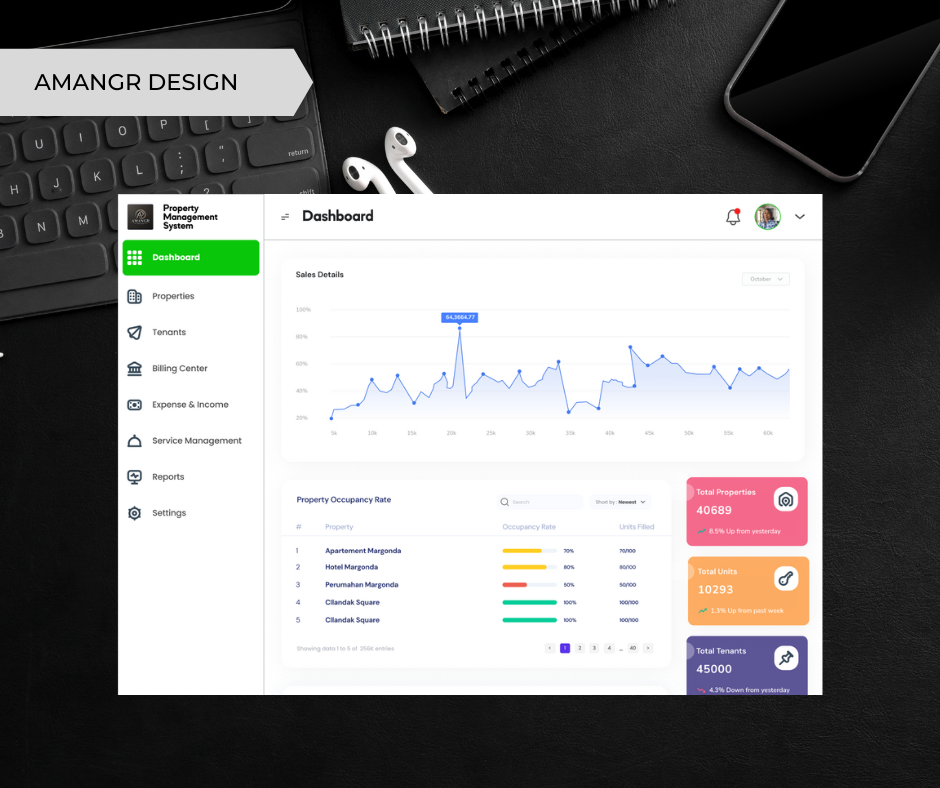 AMANGR DESIGN
U I O P [ ]
return
H J K L ; : ' "
shift
B N M ?
Property
Management
System
Dashboard
Dashboard
Properties
Tenants
Billing Center
Expense & Income
Service Management
Reports
Settings
Sales Details
October
100%
80%
60%
40%
20%
64,3664.77
5k 10k 15k 20k 25k 30k 35k 40k 45k 50k 55k 60k
Property Occupancy Rate
Search
Short by : Newest
# Property Occupancy Rate Units Filled
1 Apartement Margonda 70% 70/100
2 Hotel Margonda 80% 80/100
3 Perumahan Margonda 50% 50/100
4 CIlandak Square 100% 100/100
5 CIlandak Square 100% 100/100
Showing data 1 to 5 of 256K entries
< 1 2 3 4 ... 40 >
Total Properties
40689
8.5% Up from yesterday
Total Units
10293
1.3% Up from past week
Total Tenants
45000
4.3% Down from yesterday